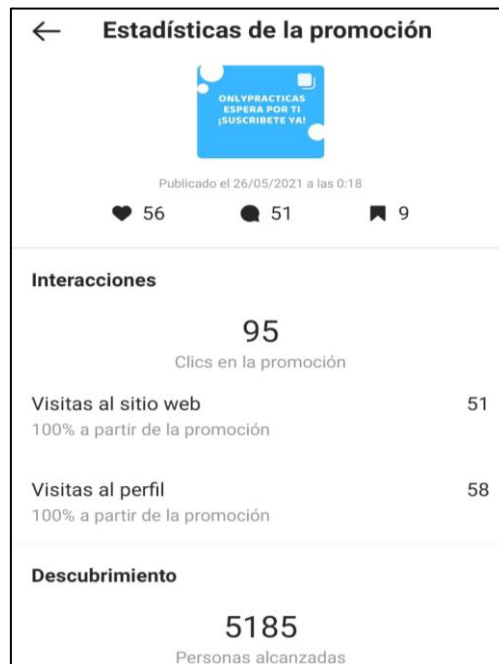 Estadísticas de la promoción
ONLYPRACTICAS
ESPERA POR TI
¡SUSCRIBETE YA!
Publicado el 26/05/2021 a las 0:18
56 51 9
Interacciones
95
Clics en la promoción
Visitas al sitio web 51
100% a partir de la promoción
Visitas al perfil 58
100% a partir de la promoción
Descubrimiento
5185
Personas alcanzadas